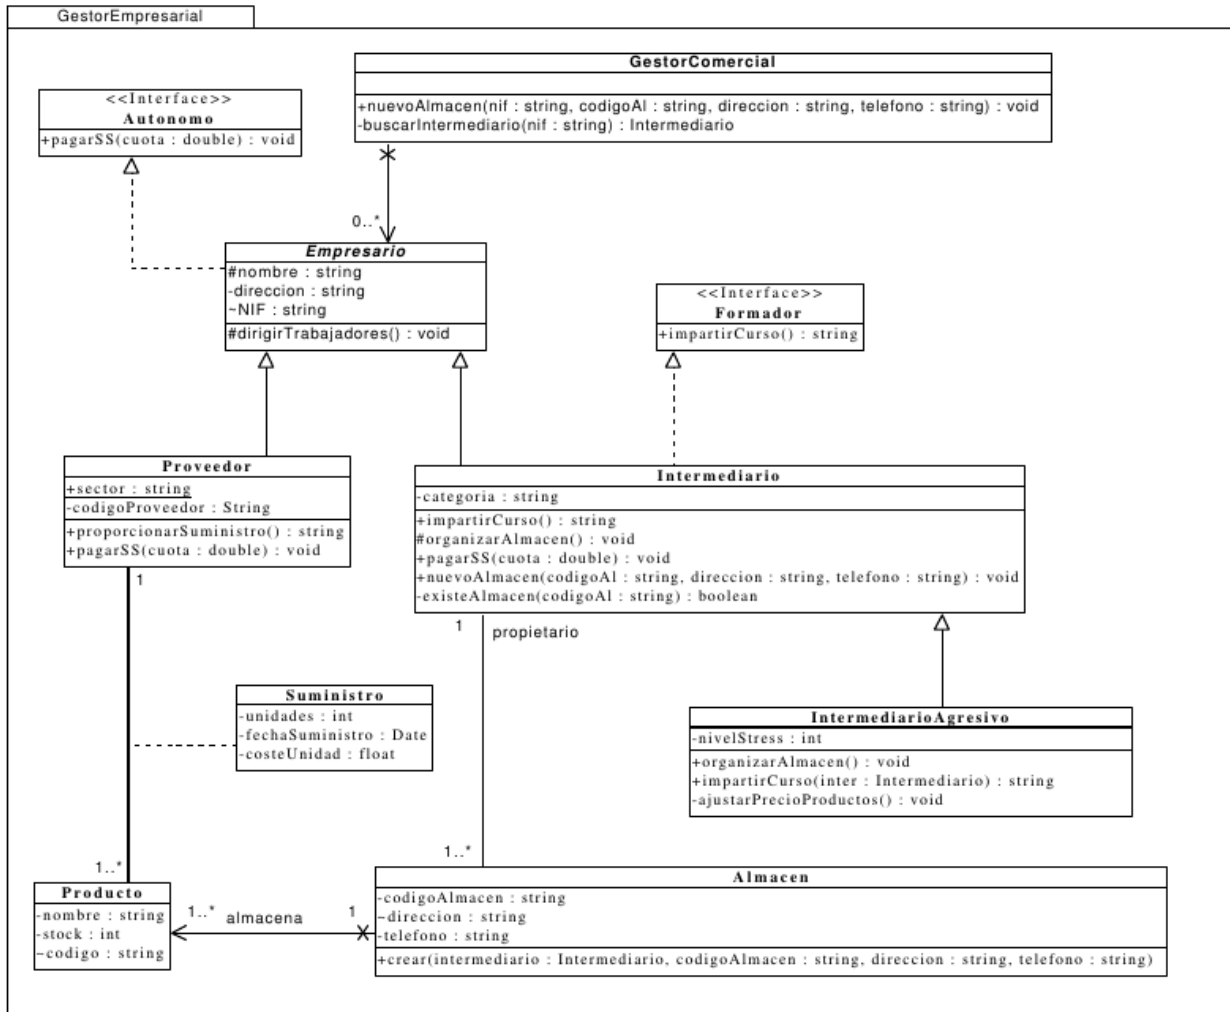 GestorEmpresarial
GestorComercial
+nuevoAlmacen(nif : string, codigoAl : string, direccion : string, telefono : string) : void
-buscarIntermediario(nif : string) : Intermediario
<<Interface>>
Autonomo
+pagarSS(cuota : double) : void
0..*
Empresario
#nombre : string
-direccion : string
~NIF : string
#dirigirTrabajadores() : void
<<Interface>>
Formador
+impartirCurso() : string
Proveedor
+sector : string
-codigoProveedor : String
+proporcionarSuministro() : string
+pagarSS(cuota : double) : void
1
Intermediario
-categoria : string
+impartirCurso() : string
#organizarAlmacen() : void
+pagarSS(cuota : double) : void
+nuevoAlmacen(codigoAl : string, direccion : string, telefono : string) : void
-existeAlmacen(codigoAl : string) : boolean
1
propietario
Suministro
-unidades : int
-fechaSuministro : Date
-costeUnidad : float
IntermediarioAgresivo
-nivelStress : int
+organizarAlmacen() : void
+impartirCurso(inter : Intermediario) : string
-ajustarPrecioProductos() : void
1..*
1..*
Producto
-nombre : string
-stock : int
~codigo : string
1..*
almacena
1
Almacen
-codigoAlmacen : string
~direccion : string
-telefono : string
+crear(intermediario : Intermediario, codigoAlmacen : string, direccion : string, telefono : string)